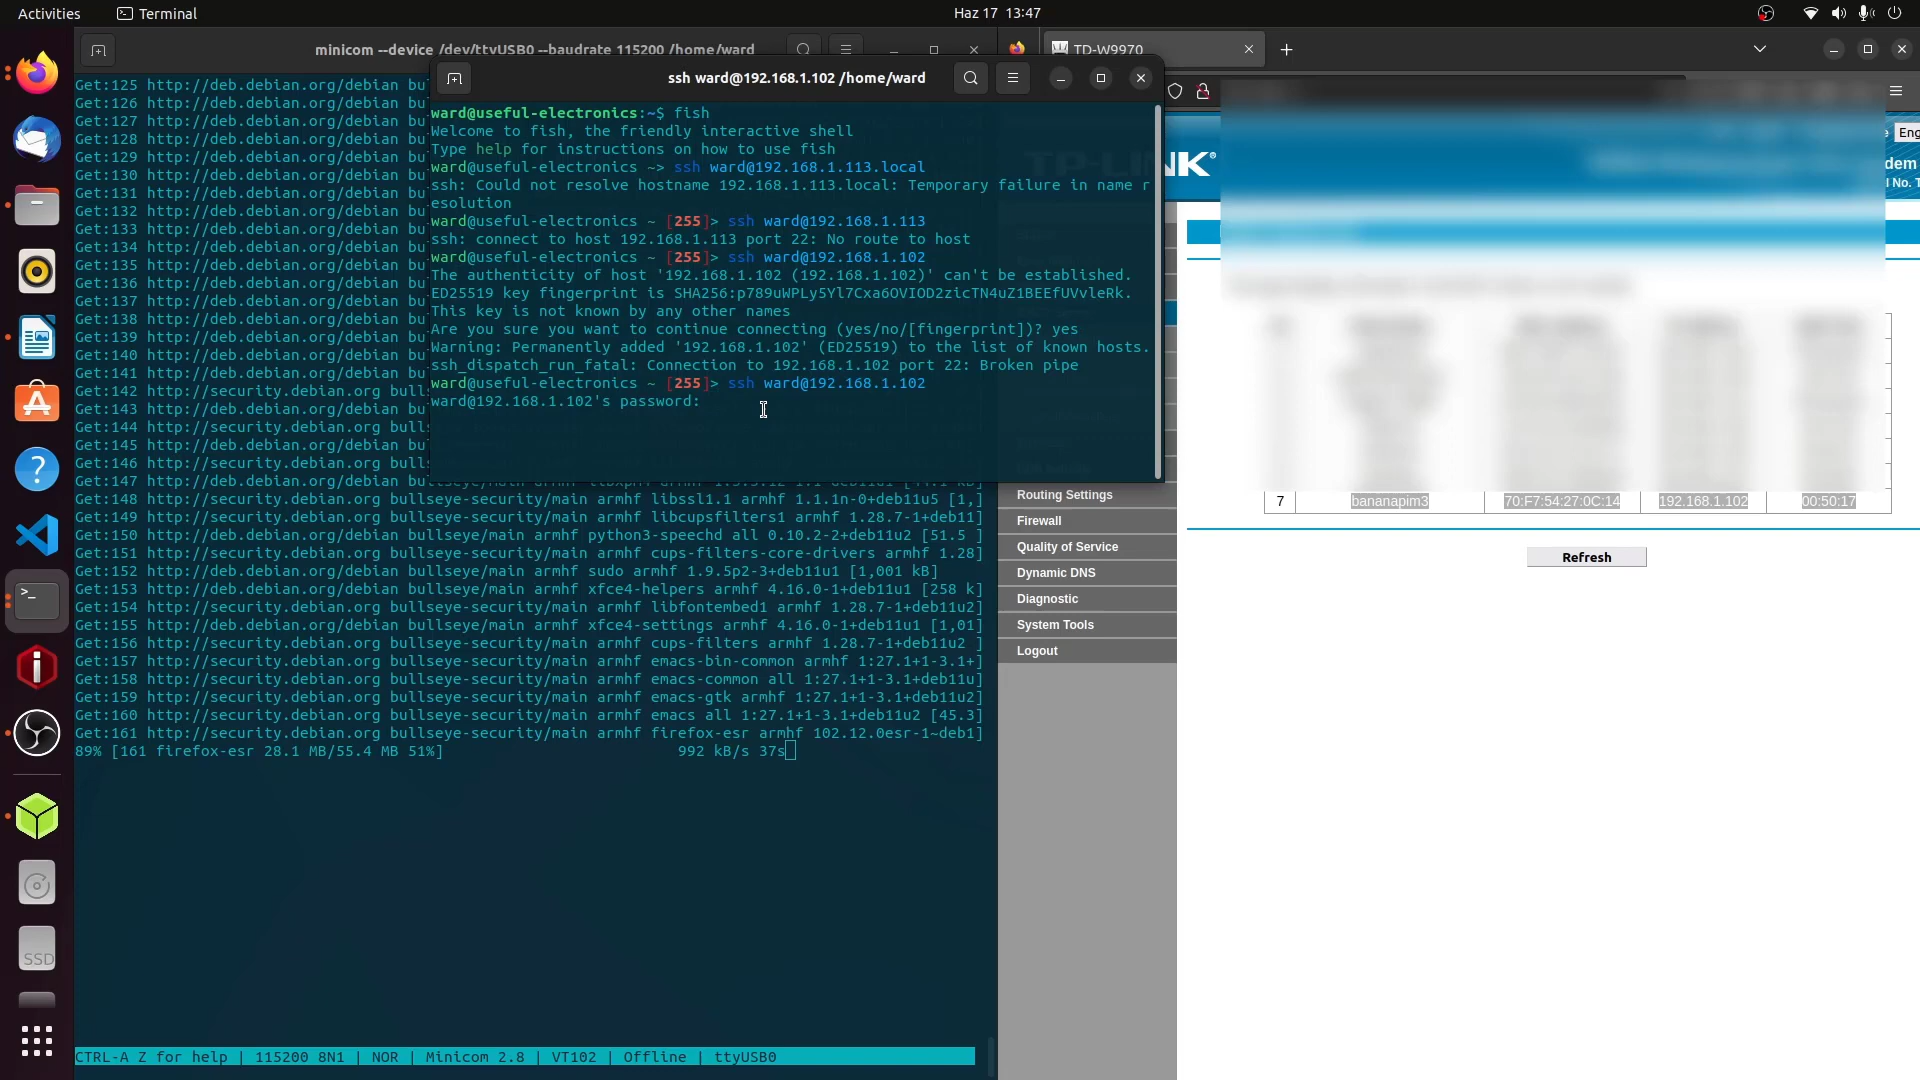 Activities
Terminal
Haz 17 13:47
minicom --device /dev/ttyUSB0 --baudrate 115200 /home/ward
TD-W9970
ssh ward@192.168.1.102 /home/ward
ward@useful-electronics:~$ fish
Welcome to fish, the friendly interactive shell
Type help for instructions on how to use fish
ward@useful-electronics ~> ssh ward@192.168.1.113.local
ssh: Could not resolve hostname 192.168.1.113.local: Temporary failure in name r
esolution
ward@useful-electronics ~ [255]> ssh ward@192.168.1.113
ssh: connect to host 192.168.1.113 port 22: No route to host
ward@useful-electronics ~ [255]> ssh ward@192.168.1.102
The authenticity of host '192.168.1.102 (192.168.1.102)' can't be established.
ED25519 key fingerprint is SHA256:p789uWPLy5Yl7Cxa6OVIOD2zicTN4uZ1BEEfUVvleRk.
This key is not known by any other names
Are you sure you want to continue connecting (yes/no/[fingerprint])? yes
Warning: Permanently added '192.168.1.102' (ED25519) to the list of known hosts.
ssh_dispatch_run_fatal: Connection to 192.168.1.102 port 22: Broken pipe
ward@useful-electronics ~ [255]> ssh ward@192.168.1.102
ward@192.168.1.102's password:
Get:125 http://deb.debian.org/debian bu
Get:126 http://deb.debian.org/debian bu
Get:127 http://deb.debian.org/debian bu
Get:128 http://deb.debian.org/debian bu
Get:129 http://deb.debian.org/debian bu
Get:130 http://deb.debian.org/debian bu
Get:131 http://deb.debian.org/debian bu
Get:132 http://deb.debian.org/debian bu
Get:133 http://deb.debian.org/debian bu
Get:134 http://deb.debian.org/debian bu
Get:135 http://deb.debian.org/debian bu
Get:136 http://deb.debian.org/debian bu
Get:137 http://deb.debian.org/debian bu
Get:138 http://deb.debian.org/debian bu
Get:139 http://deb.debian.org/debian bu
Get:140 http://deb.debian.org/debian bu
Get:141 http://deb.debian.org/debian bu
Get:142 http://security.debian.org bull
Get:143 http://deb.debian.org/debian bu
Get:144 http://security.debian.org bull
Get:145 http://deb.debian.org/debian bu
Get:146 http://security.debian.org bull
Get:147 http://deb.debian.org/debian
Get:148 http://security.debian.org bullseye-security/main armhf libssl1.1 armhf 1.1.1n-0+deb11u5 [1,]
Get:149 http://security.debian.org bullseye-security/main armhf libcupsfilters1 armhf 1.28.7-1+deb11]
Get:150 http://deb.debian.org/debian bullseye/main armhf python3-speechd all 0.10.2-2+deb11u2 [51.5 ]
Get:151 http://security.debian.org bullseye-security/main armhf cups-filters-core-drivers armhf 1.28]
Get:152 http://deb.debian.org/debian bullseye/main armhf sudo armhf 1.9.5p2-3+deb11u1 [1,001 kB]
Get:153 http://deb.debian.org/debian bullseye/main armhf xfce4-helpers armhf 4.16.0-1+deb11u1 [258 k]
Get:154 http://security.debian.org bullseye-security/main armhf libfontembed1 armhf 1.28.7-1+deb11u2]
Get:155 http://deb.debian.org/debian bullseye/main armhf xfce4-settings armhf 4.16.0-1+deb11u1 [1,01]
Get:156 http://security.debian.org bullseye-security/main armhf cups-filters armhf 1.28.7-1+deb11u2 ]
Get:157 http://security.debian.org bullseye-security/main armhf emacs-bin-common armhf 1:27.1+1-3.1+]
Get:158 http://security.debian.org bullseye-security/main armhf emacs-common all 1:27.1+1-3.1+deb11u]
Get:159 http://security.debian.org bullseye-security/main armhf emacs-gtk armhf 1:27.1+1-3.1+deb11u2]
Get:160 http://security.debian.org bullseye-security/main armhf emacs all 1:27.1+1-3.1+deb11u2 [45.3]
Get:161 http://security.debian.org bullseye-security/main armhf firefox-esr armhf 102.12.0esr-1~deb1]
89% [161 firefox-esr 28.1 MB/55.4 MB 51%] 992 kB/s 37s
CTRL-A Z for help | 115200 8N1 | NOR | Minicom 2.8 | VT102 | Offline | ttyUSB0
TP-LINK®
Eng
dem
l No. T
Routing Settings
Firewall
Quality of Service
Dynamic DNS
Diagnostic
System Tools
Logout
7 bananapim3 70:F7:54:27:0C:14 192.168.1.102 00:50:17
Refresh
SSD